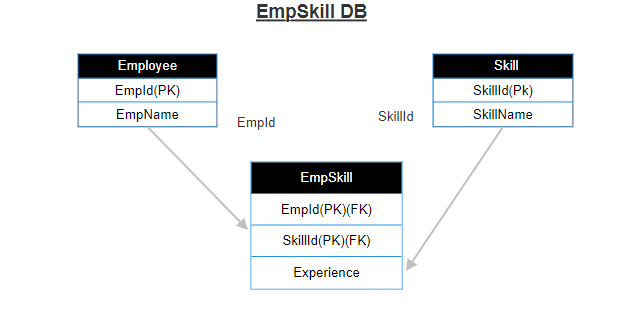 EmpSkill DB
Employee
EmpId(PK)
EmpName
Skill
SkillId(Pk)
SkillName
EmpId
SkillId
EmpSkill
EmpId(PK)(FK)
SkillId(PK)(FK)
Experience